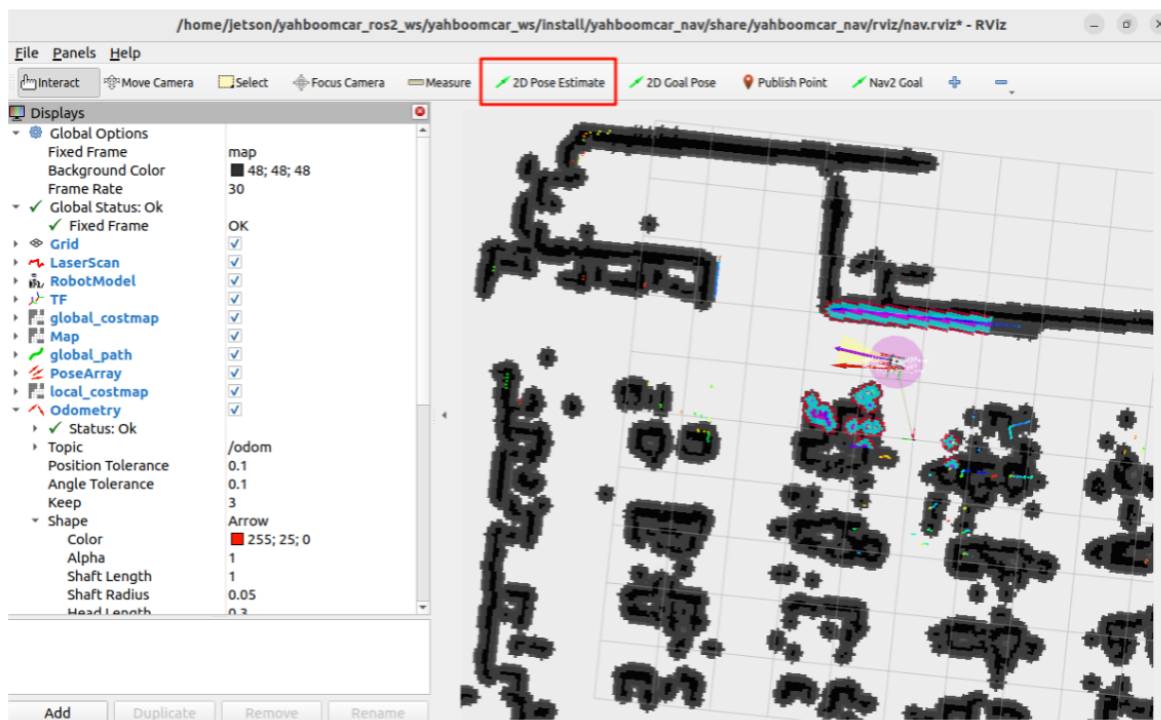 /home/jetson/yahboomcar_ros2_ws/yahboomcar_ws/install/yahboomcar_nav/share/yahboomcar_nav/rviz/nav.rviz* - RViz
File Panels Help
Interact Move Camera Select Focus Camera Measure 2D Pose Estimate 2D Goal Pose Publish Point Nav2 Goal
Displays
Global Options
Fixed Frame map
Background Color 48; 48; 48
Frame Rate 30
Global Status: Ok
Fixed Frame OK
Grid
LaserScan
RobotModel
TF
global_costmap
Map
global_path
PoseArray
local_costmap
Odometry
Status: Ok
Topic /odom
Position Tolerance 0.1
Angle Tolerance 0.1
Keep 3
Shape Arrow
Color 255; 25; 0
Alpha 1
Shaft Length 1
Shaft Radius 0.05
Head Length 0.3
Add Duplicate Remove Rename